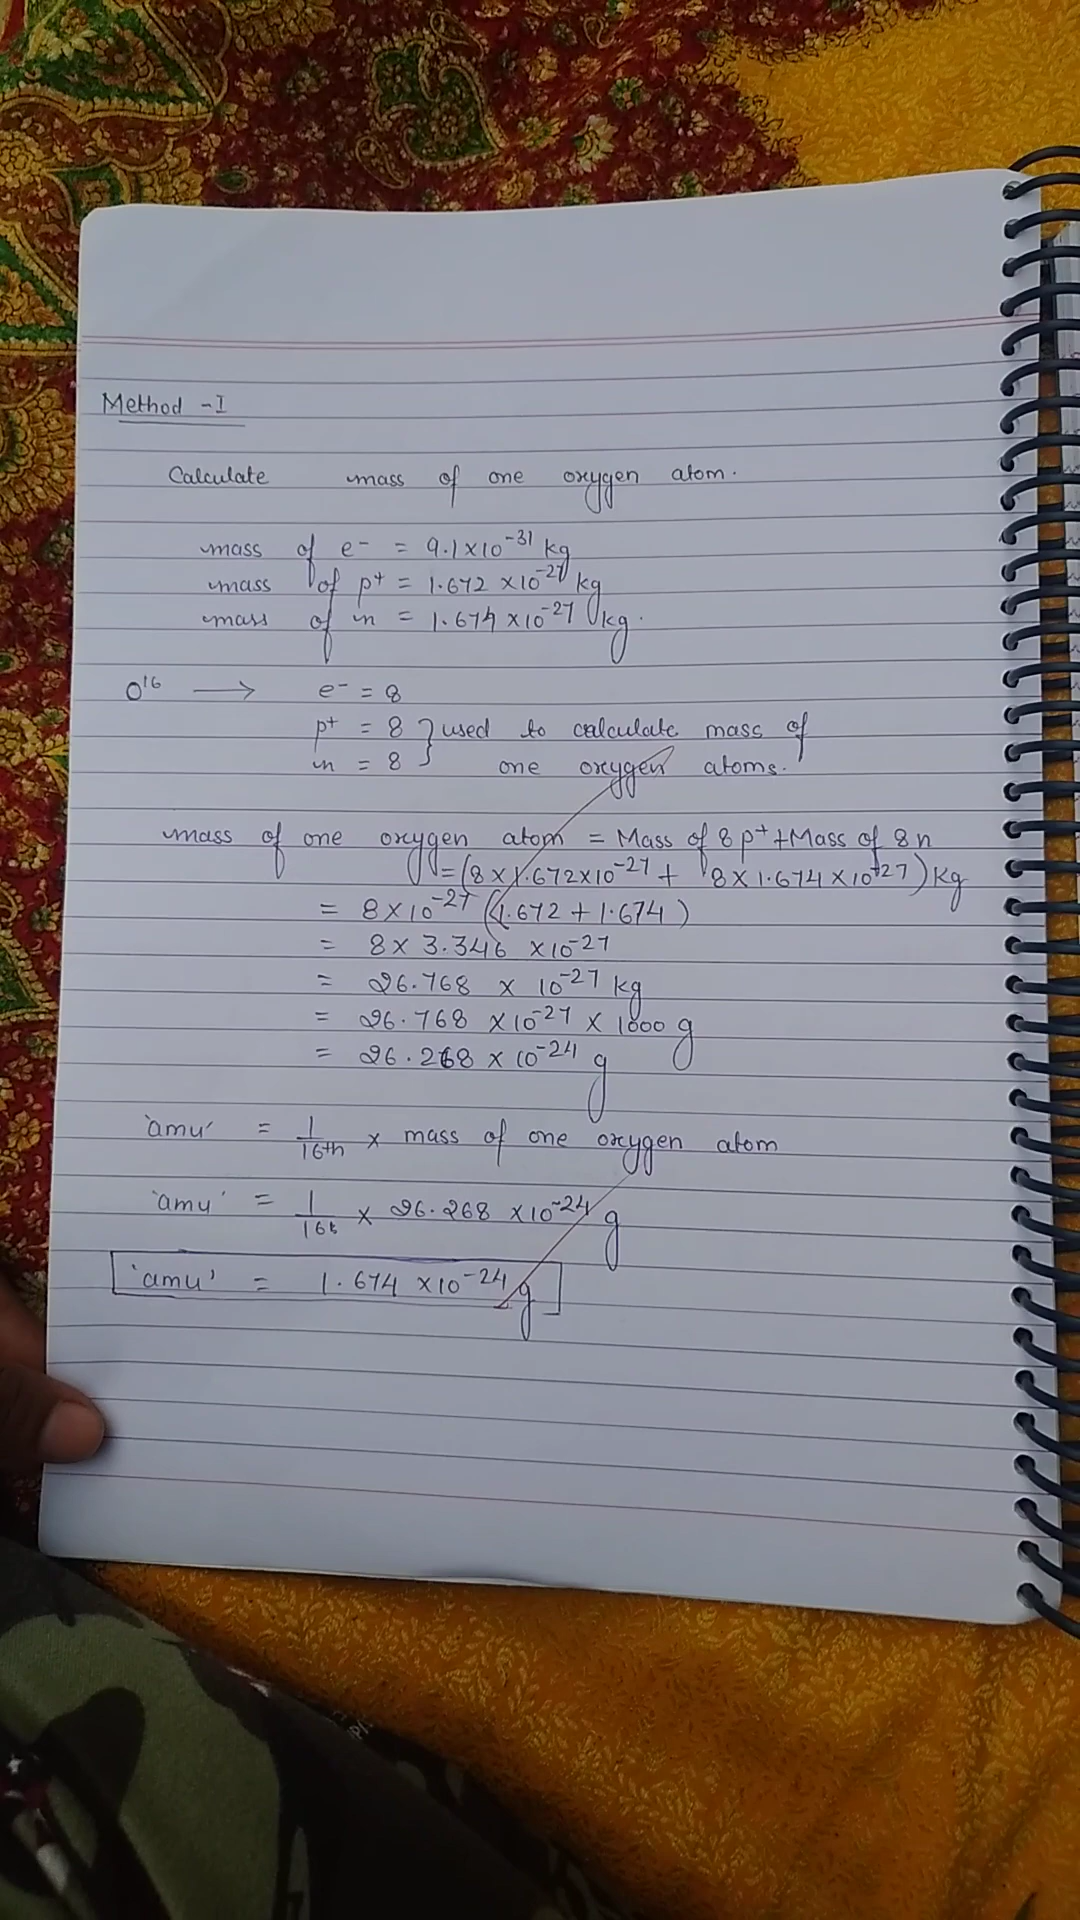 Method - I
Calculate mass of one oxygen atom.
mass of e⁻ = 9.1×10⁻³¹ kg
mass of p⁺ = 1.672 ×10⁻²⁷ kg
mass of n = 1.674 ×10⁻²⁷ kg.
O¹⁶ ⟶ e⁻ = 8
p⁺ = 8 } used to calculate mass of
n = 8 one oxygen atoms.
mass of one oxygen atom = Mass of 8 p⁺ + Mass of 8 n
= (8 × 1.672×10⁻²⁷ + 8 × 1.674 × 10⁻²⁷) Kg
= 8×10⁻²⁷ (1.672 + 1.674)
= 8 × 3.346 ×10⁻²⁷
= 26.768 × 10⁻²⁷ kg
= 26.768 ×10⁻²⁷ × 1000 g
= 26.268 × 10⁻²⁴ g
'amu' = 1/16th × mass of one oxygen atom
'amu' = 1/16t × 26.268 ×10⁻²⁴ g
'amu' = 1.674 ×10⁻²⁴ g